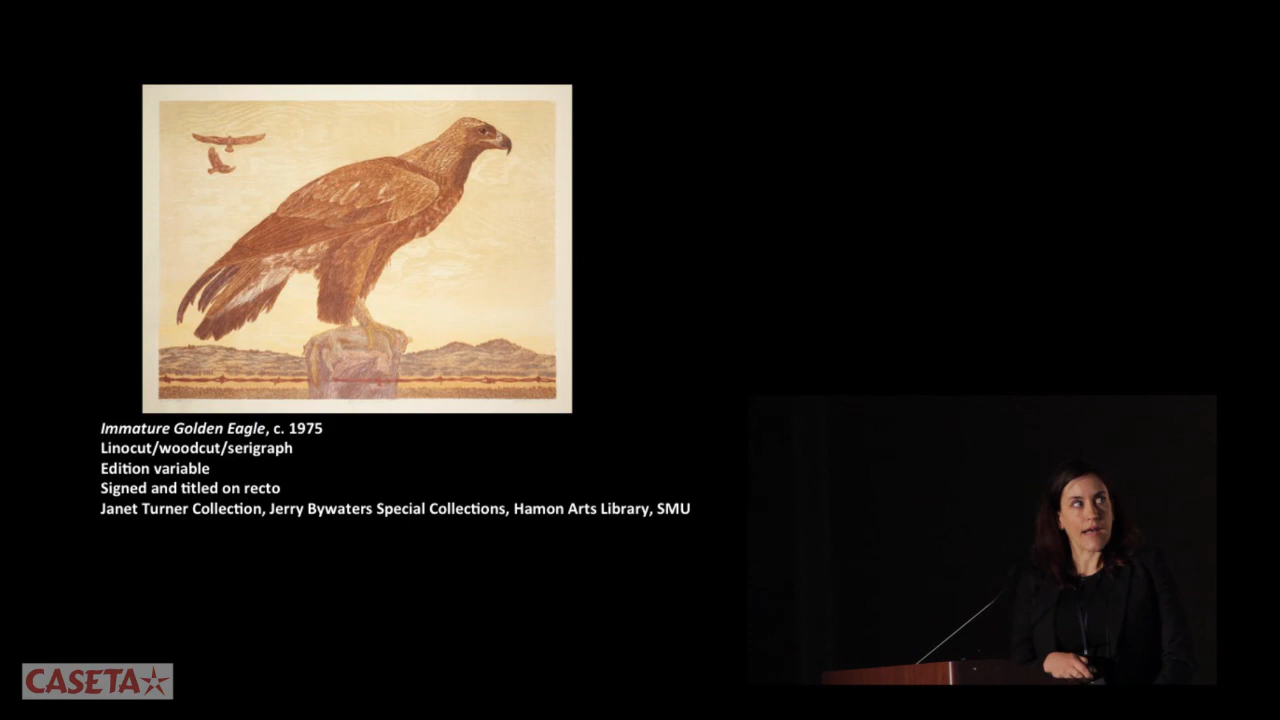 Immature Golden Eagle, c. 1975
Linocut/woodcut/serigraph
Edition variable
Signed and titled on recto
Janet Turner Collection, Jerry Bywaters Special Collections, Hamon Arts Library, SMU
CASETA